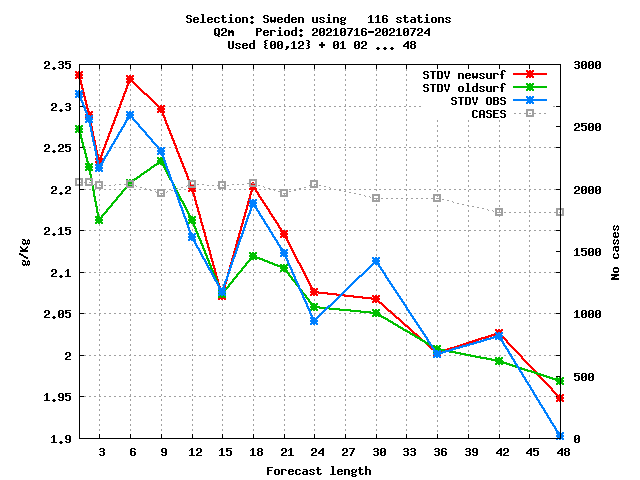 Selection: Sweden using   116 stations
Q2m   Period: 20210716-20210724
Used {00,12} + 01 02 ... 48
STDV newsurf
STDV oldsurf
STDV OBS
CASES
2.35
2.3
2.25
2.2
2.15
2.1
2.05
2
1.95
1.9
g/Kg
3000
2500
2000
1500
1000
500
0
No cases
3 6 9 12 15 18 21 24 27 30 33 36 39 42 45 48
Forecast length